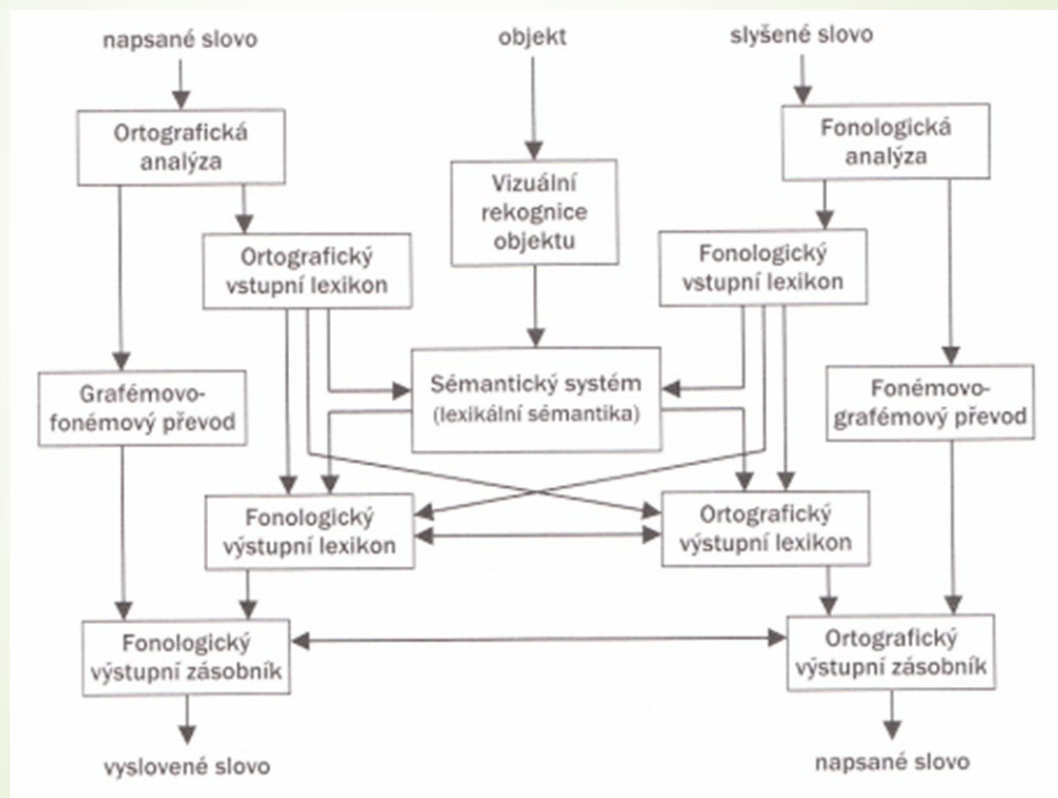 napsané slovo
objekt
slyšené slovo
Ortografická
analýza
Fonologická
analýza
Vizuální
rekognice
objektu
Ortografický
vstupní lexikon
Fonologický
vstupní lexikon
Sémantický systém
(lexikální sémantika)
Grafémovo-
fonémový převod
Fonémovo-
grafémový převod
Fonologický
výstupní lexikon
Ortografický
výstupní lexikon
Fonologický
výstupní zásobník
Ortografický
výstupní zásobník
vyslovené slovo
napsané slovo